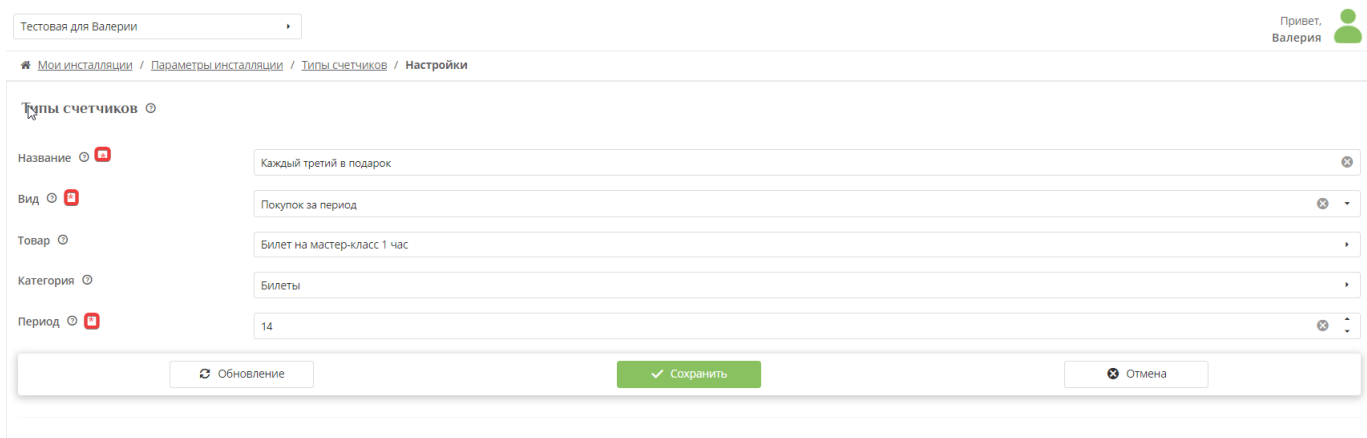 Тестовая для Валерии
Привет,
Валерия
Мои инсталляции / Параметры инсталляции / Типы счетчиков / Настройки
Типы счетчиков
Название
Каждый третий в подарок
Вид
Покупок за период
Товар
Билет на мастер-класс 1 час
Категория
Билеты
Период
14
Обновление
Сохранить
Отмена